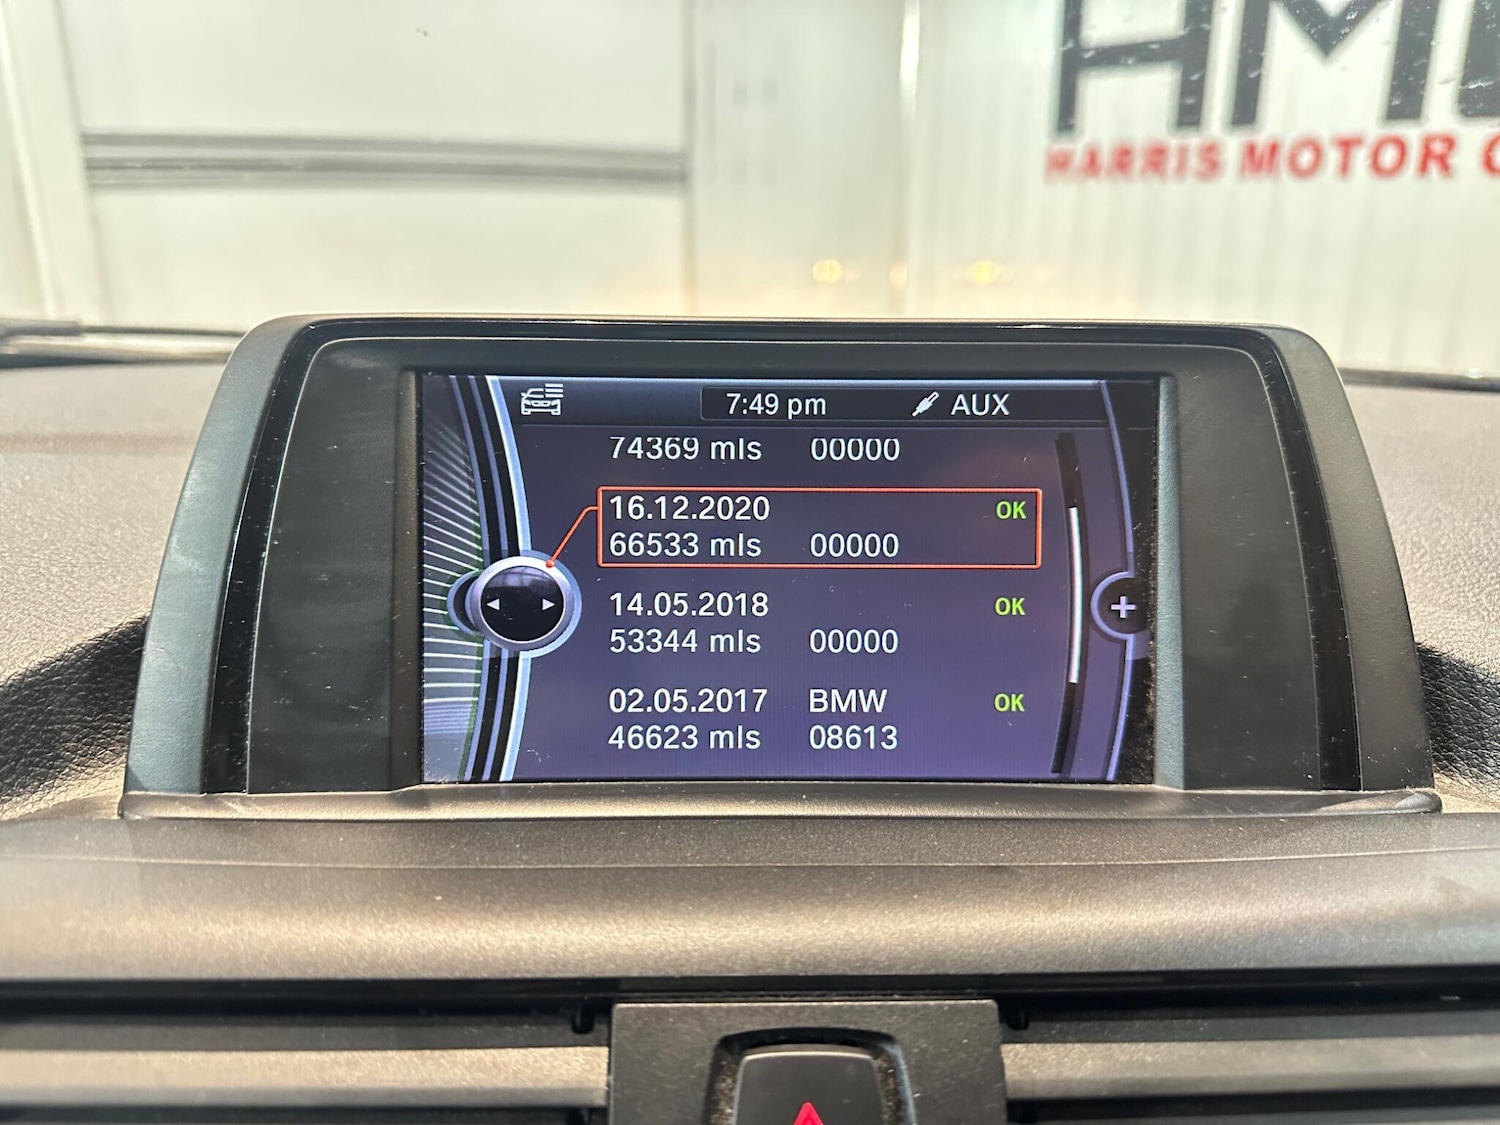 HARRIS MOTOR
7:49 pm AUX
74369 mls 00000
16.12.2020 OK
66533 mls 00000
14.05.2018 OK
53344 mls 00000
02.05.2017 BMW OK
46623 mls 08613